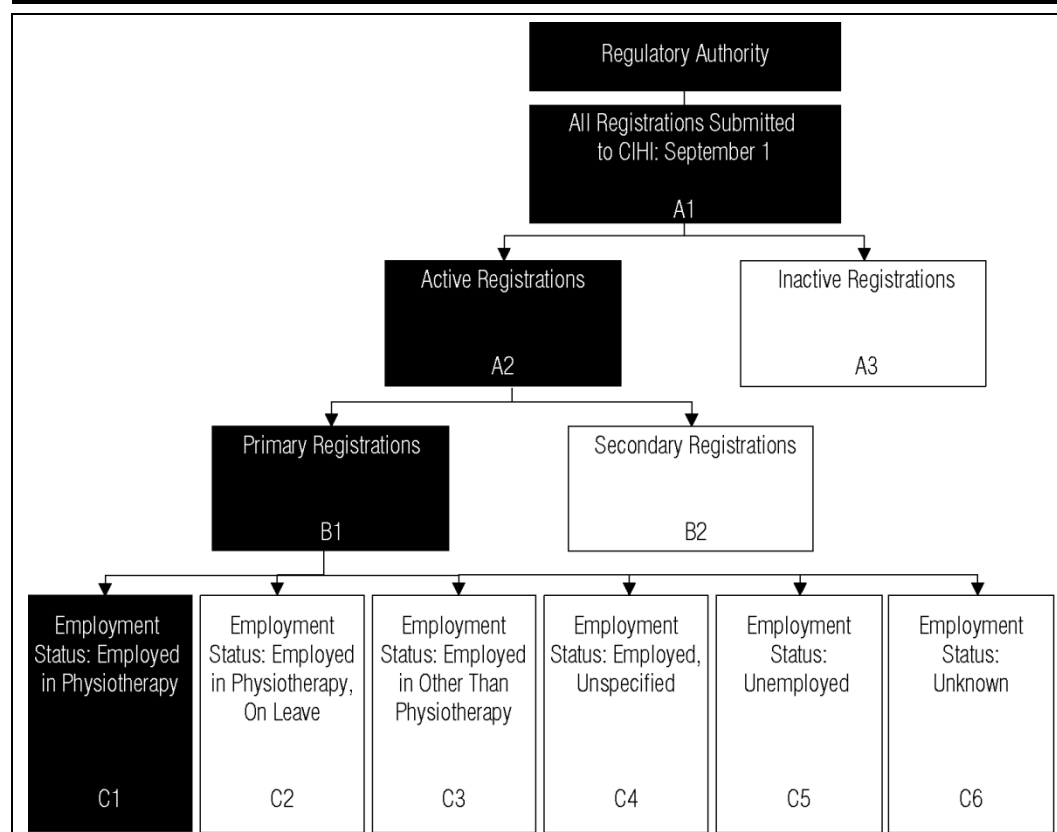 Regulatory Authority
All Registrations Submitted
to CIHI: September 1
A1
Active Registrations
A2
Inactive Registrations
A3
Primary Registrations
B1
Secondary Registrations
B2
Employment
Status: Employed
in Physiotherapy
C1
Employment
Status: Employed
in Physiotherapy,
On Leave
C2
Employment
Status: Employed
in Other Than
Physiotherapy
C3
Employment
Status: Employed,
Unspecified
C4
Employment
Status:
Unemployed
C5
Employment
Status:
Unknown
C6